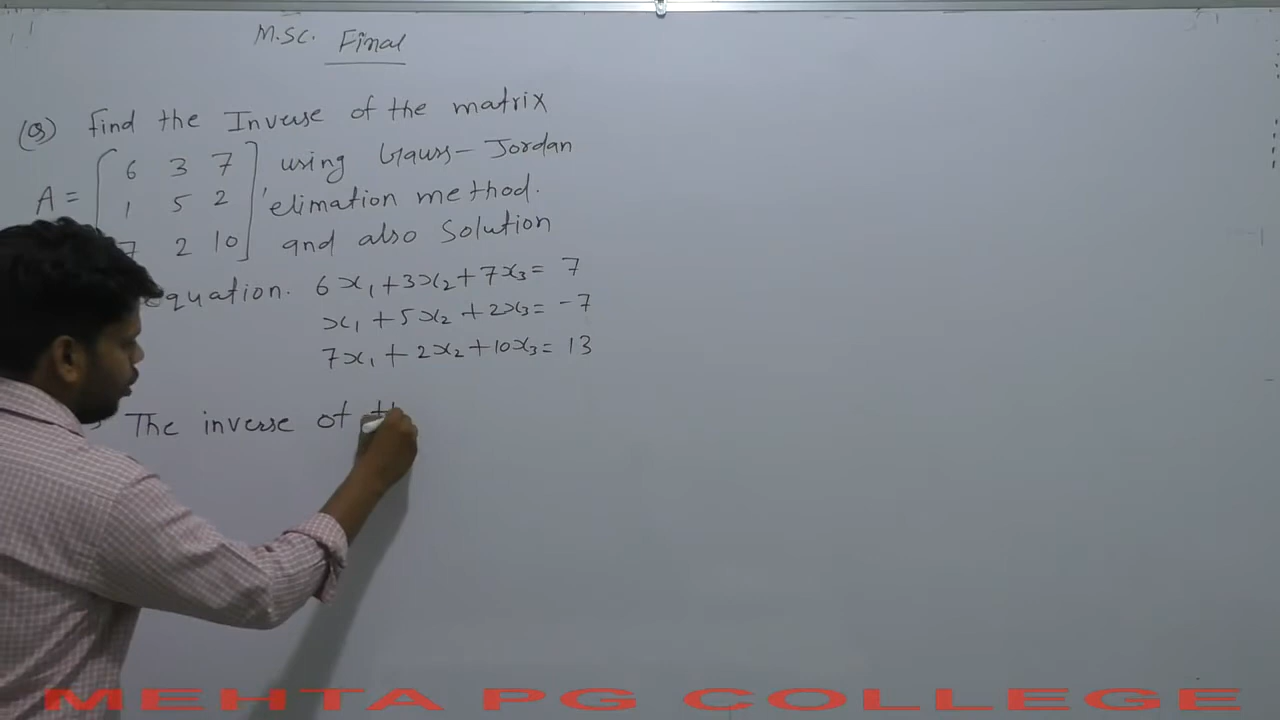 M.SC. Final
(Q) Find the Inverse of the matrix
A = [6 3 7 using Gauss-Jordan
1 5 2 elimation method.
7 2 10] and also Solution
equation. 6x₁+3x₂+7x₃= 7
x₁ + 5x₂ + 2x₃= -7
7x₁ + 2x₂ +10x₃= 13
The inverse of
MEHTA PG COLLEGE